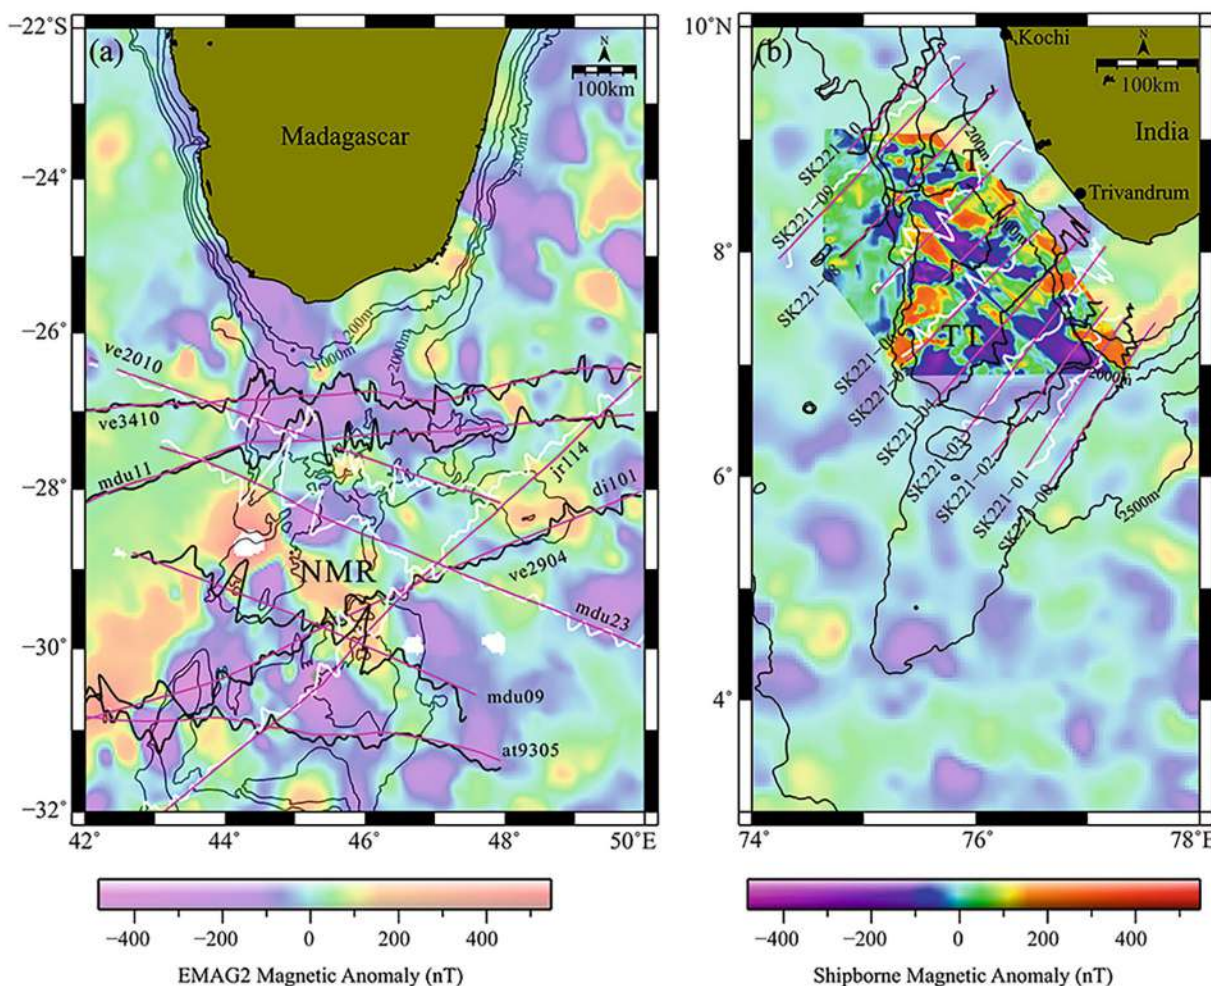 −22°S
−24°
−26°
−28°
−30°
−32°
42
44
46
48
50°E
(a)
N
100km
Madagascar
2500m
200m
1000m
2000m
ve2010
ve3410
mdu11
jr114
di101
NMR
ve2904
mdu23
mdu09
at9305
−400
−200
0
200
400
EMAG2 Magnetic Anomaly (nT)
10°N
8°
6°
4°
74°
76°
78°E
(b)
Kochi
N
100km
India
200m
AT
Trivandrum
SK221−10
SK221−09
SK221−08
TT
SK221−04
SK221−03
SK221−02
SK221−01
2000m
2500m
−400
−200
0
200
400
Shipborne Magnetic Anomaly (nT)